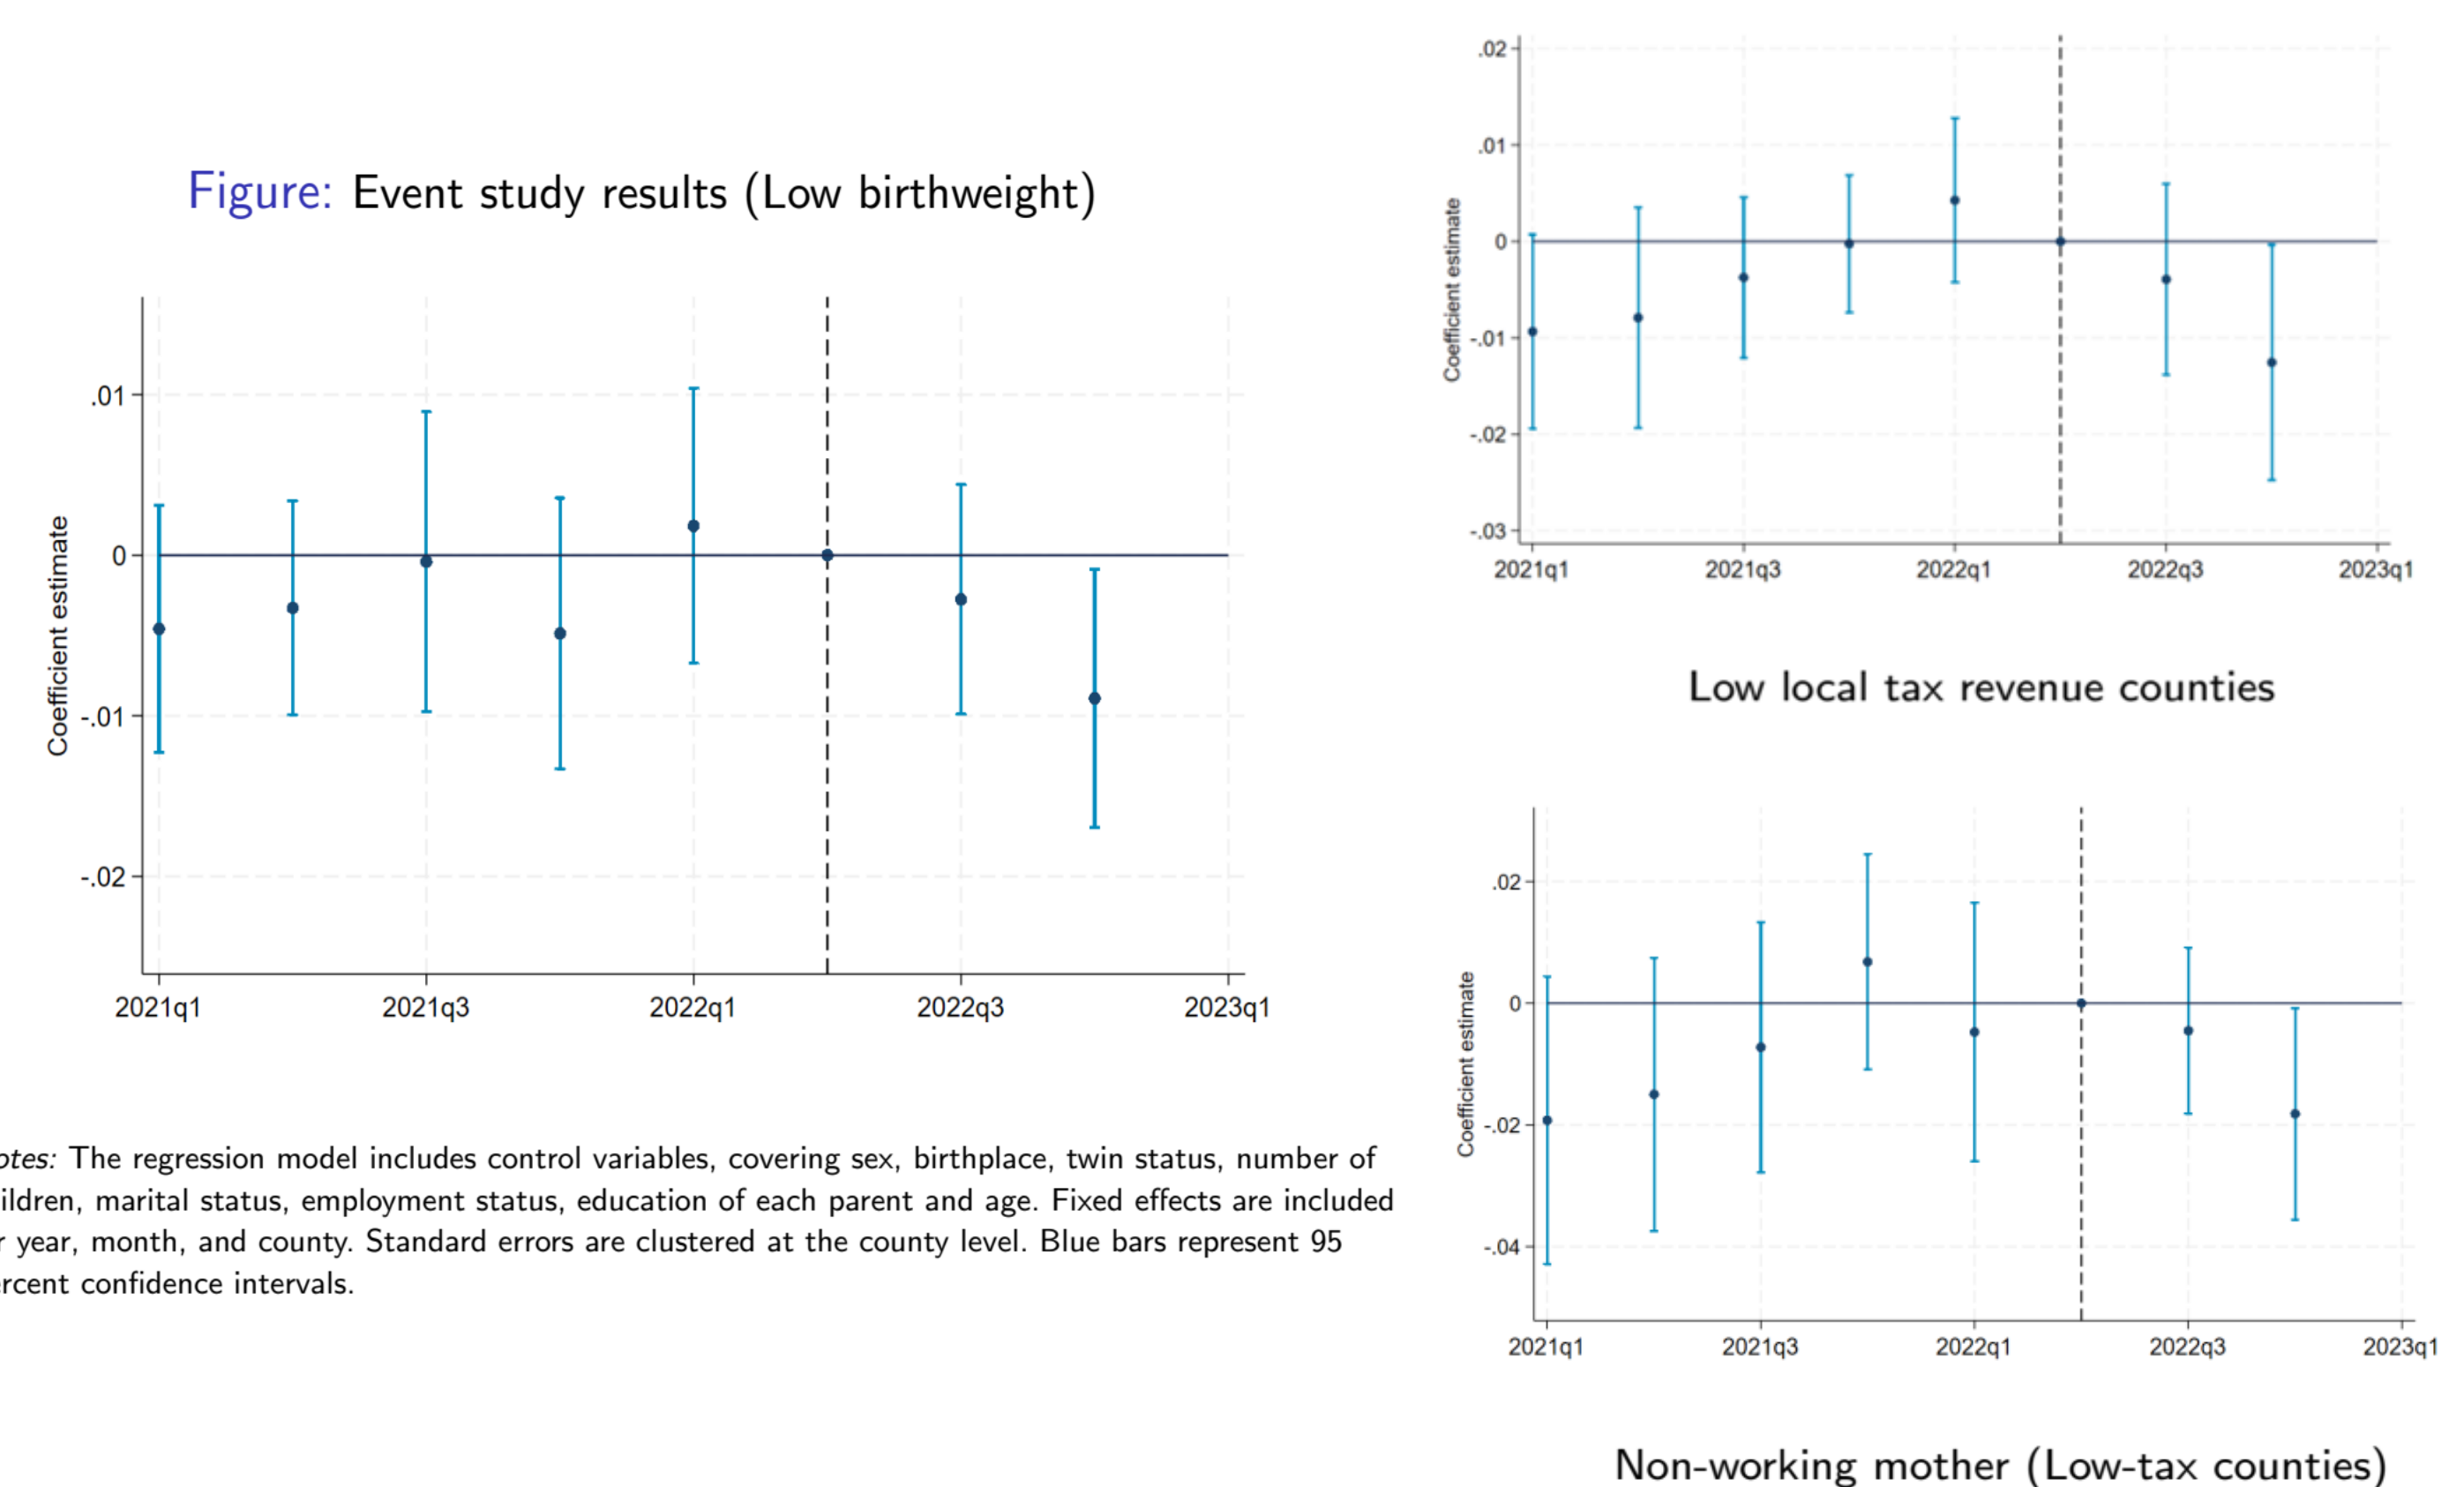 Figure: Event study results (Low birthweight)
Coefficient estimate
.01
0
-.01
-.02
2021q1 2021q3 2022q1 2022q3 2023q1
otes: The regression model includes control variables, covering sex, birthplace, twin status, number of
ildren, marital status, employment status, education of each parent and age. Fixed effects are included
r year, month, and county. Standard errors are clustered at the county level. Blue bars represent 95
ercent confidence intervals.
Coefficient estimate
.02
.01
0
-.01
-.02
-.03
2021q1 2021q3 2022q1 2022q3 2023q1
Low local tax revenue counties
Coefficient estimate
.02
0
-.02
-.04
2021q1 2021q3 2022q1 2022q3 2023q1
Non-working mother (Low-tax counties)